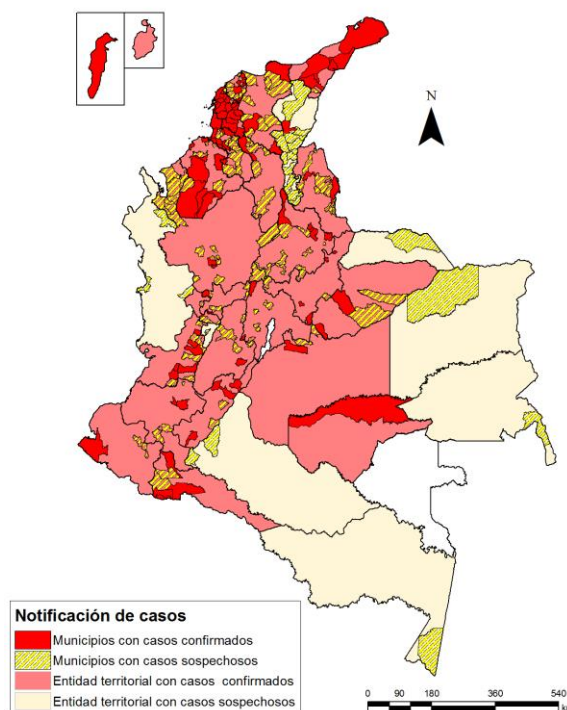 N
Notificación de casos
Municipios con casos confirmados
Municipios con casos sospechosos
Entidad territorial con casos confirmados
Entidad territorial con casos sospechosos
0 90 180 360 540